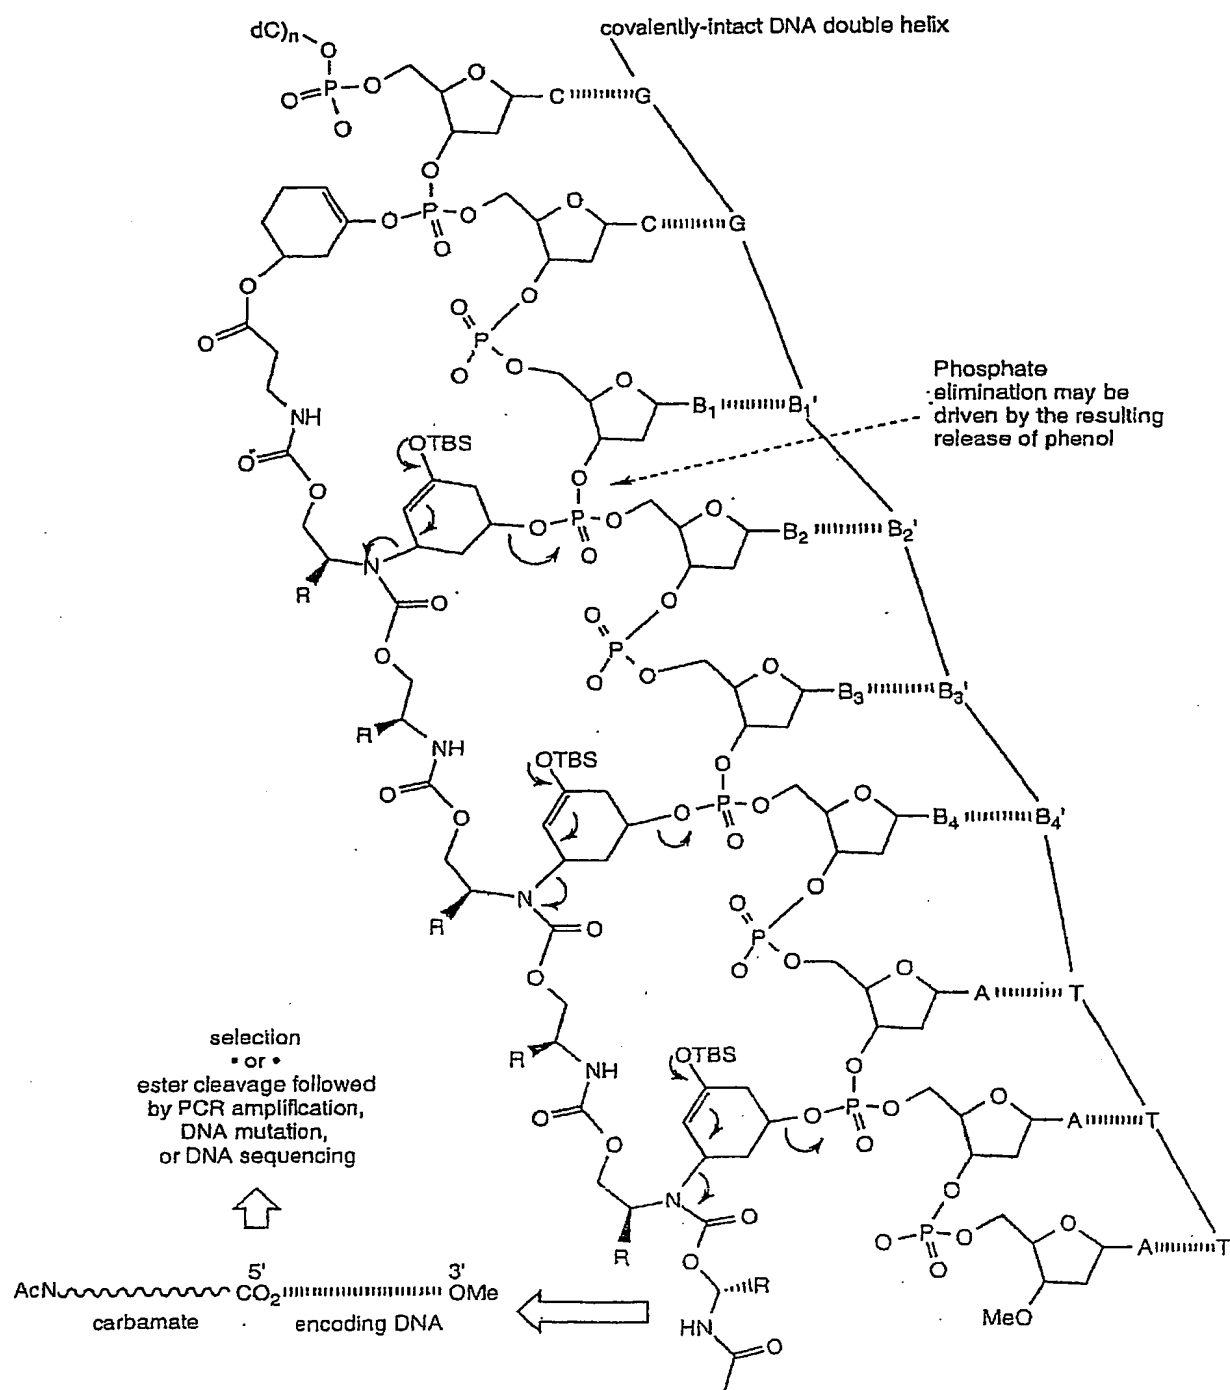 covalently-intact DNA double helix
dC)n
O
O
P
O
O
O
C G
O
O P O
O
O
C G
O
O
O
O
P
O
O
O
B1 B1'
Phosphate
elimination may be
driven by the resulting
release of phenol
NH
O
O
OTBS
O
O P O
O
O
B2 B2'
N
R
O
O
O
O
P
O
O
O
B3 B3'
R
NH
O
O
OTBS
O
O P O
O
O
B4 B4'
N
R
O
O
O
O
P
O
O
O
A T
selection
• or •
ester cleavage followed
by PCR amplification,
DNA mutation,
or DNA sequencing
R
NH
O
O
OTBS
O
O P O
O
O
A T
N
R
O
O
O
O P O
O
O
A T
R
HN
O
MeO
5' 3'
AcN CO2 OMe
carbamate encoding DNA